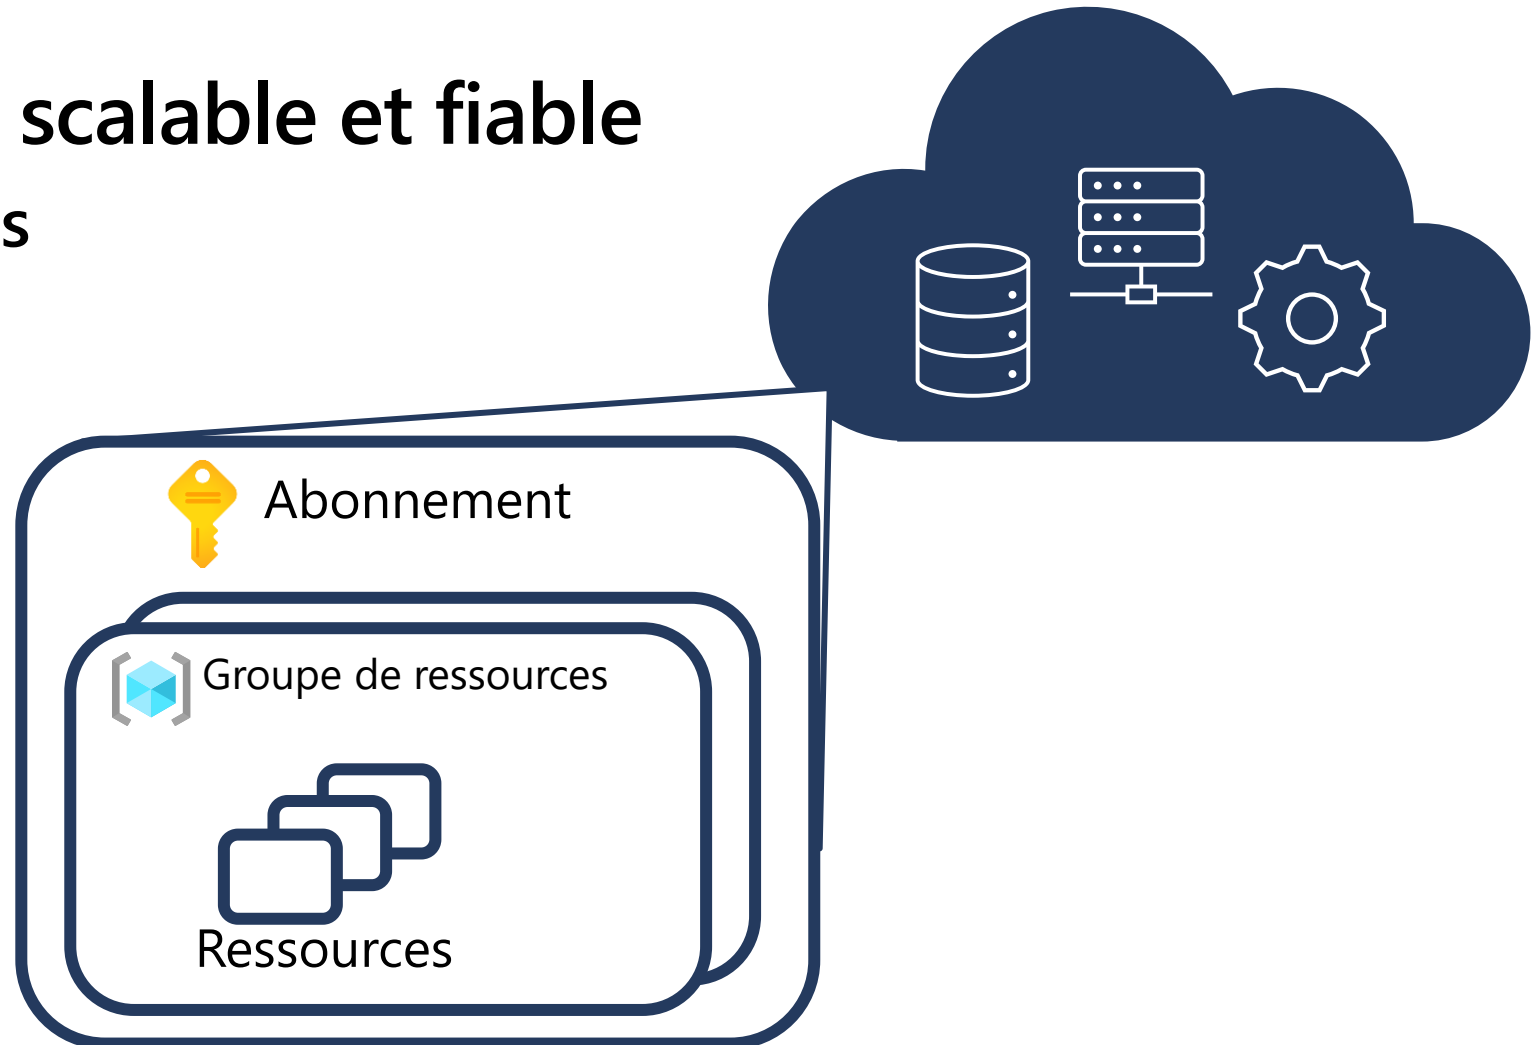 scalable et fiable
s
Abonnement
Groupe de ressources
Ressources